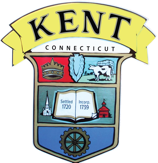 KENT
CONNECTICUT
Settled Incorp.
1720 1739